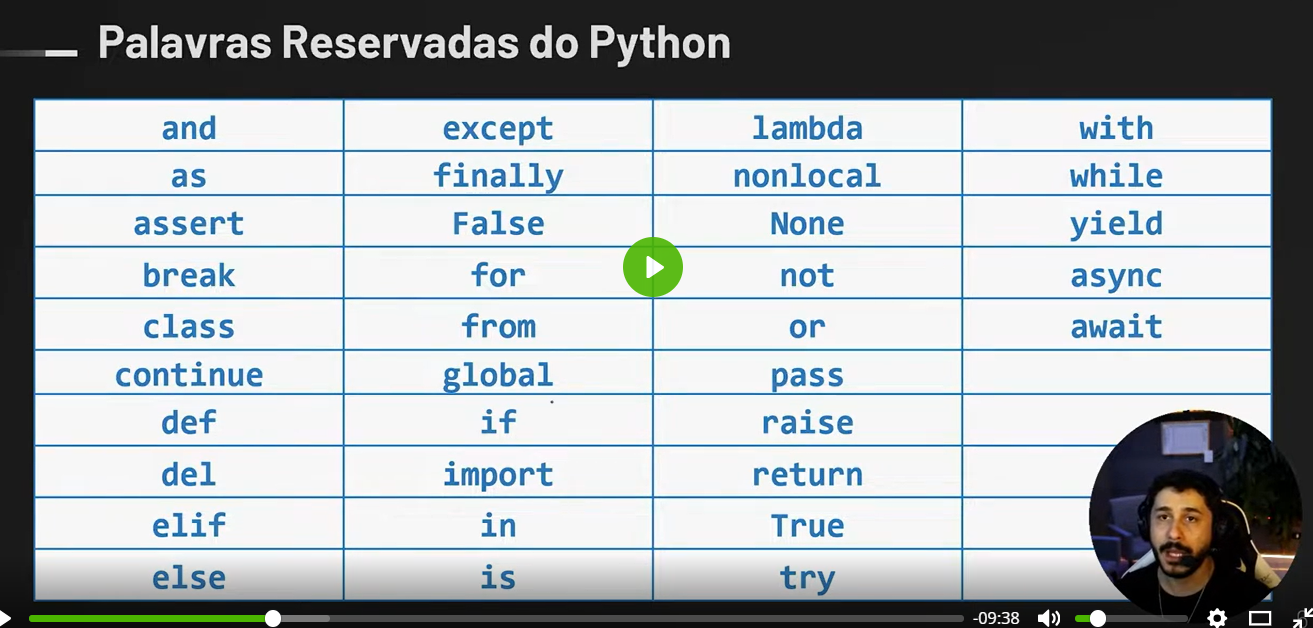 Palavras Reservadas do Python
and except lambda with
as finally nonlocal while
assert False None yield
break for not async
class from or await
continue global pass
def if raise
del import return
elif in True
else is try
-09:38